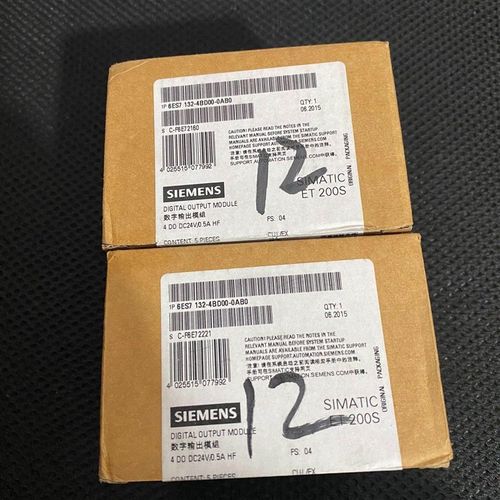 1P 6ES7 132-4BD00-0AB0
QTY: 1
06.2015
S C-F6E72160
CAUTION! PLEASE READ THE NOTES IN THE
RELEVANT MANUAL BEFORE SYSTEM STARTUP
MANUALS ARE AVAILABLE FROM THE SIMATIC SUPPORT
HOMEPAGE SUPPORT.AUTOMATION.SIEMENS.COM
4 025515 077992
12
SIEMENS
SIMATIC
ET 200S
ORIGINAL PACKAGING
DIGITAL OUTPUT MODULE
数字输出模组
4 DO DC24V/0.5A HF
FS: 04
CONTENT: 5 PIECES
1P 6ES7 132-4BD00-0AB0
QTY: 1
06.2015
S C-F6E72221
CAUTION! PLEASE READ THE NOTES IN THE
RELEVANT MANUAL BEFORE SYSTEM STARTUP
MANUALS ARE AVAILABLE FROM THE SIMATIC SUPPORT
HOMEPAGE SUPPORT.AUTOMATION.SIEMENS.COM
4 025515 077992
12
SIEMENS
SIMATIC
ET 200S
ORIGINAL PACKAGING
DIGITAL OUTPUT MODULE
数字输出模组
4 DO DC24V/0.5A HF
FS: 04
CONTENT: 5 PIECES